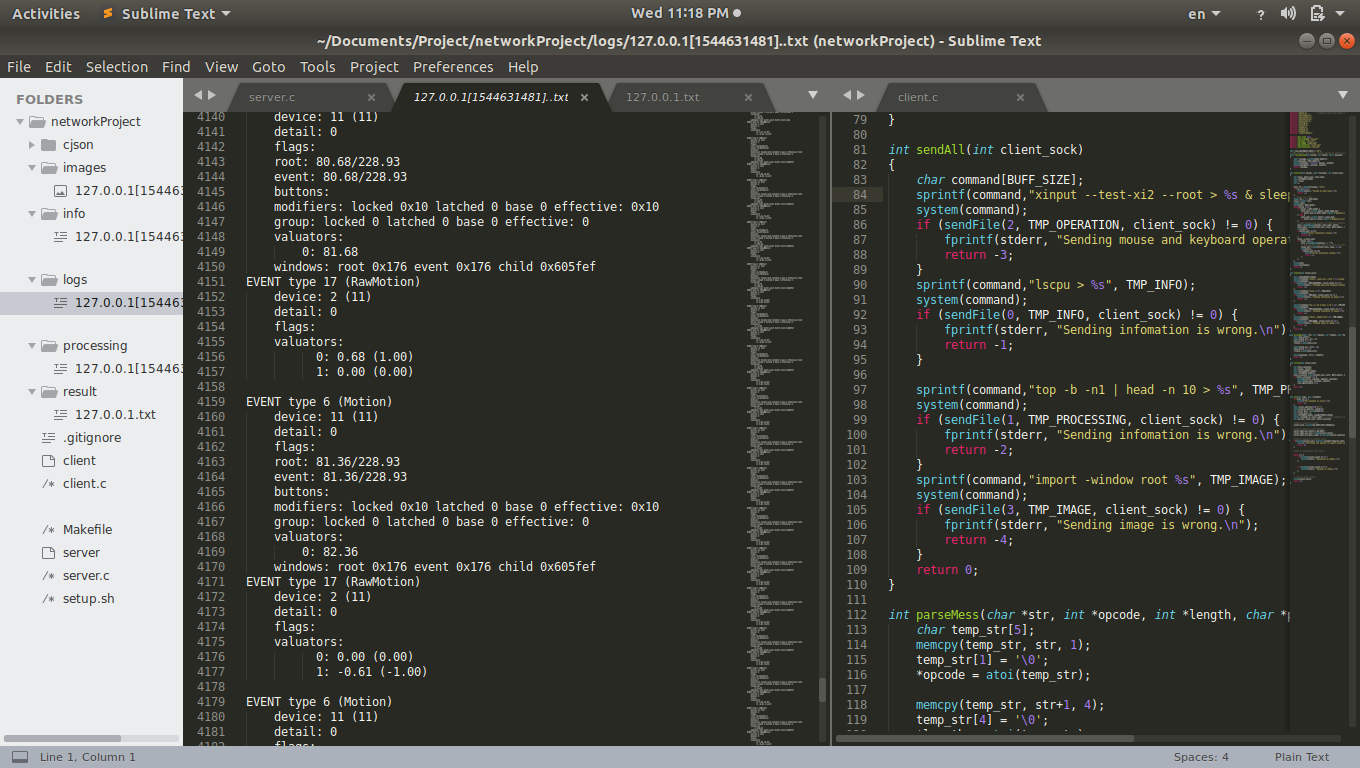 Activities Sublime Text Wed 11:18 PM en ?
~/Documents/Project/networkProject/logs/127.0.0.1[1544631481]..txt (networkProject) - Sublime Text
File Edit Selection Find View Goto Tools Project Preferences Help
FOLDERS
networkProject
cjson
images
127.0.0.1[15446
info
127.0.0.1[15446
logs
127.0.0.1[15446
processing
127.0.0.1[15446
result
127.0.0.1.txt
.gitignore
client
/* client.c
/* Makefile
server
/* server.c
/* setup.sh
server.c 127.0.0.1[1544631481]..txt 127.0.0.1.txt
4140 device: 11 (11)
4141 detail: 0
4142 flags:
4143 root: 80.68/228.93
4144 event: 80.68/228.93
4145 buttons:
4146 modifiers: locked 0x10 latched 0 base 0 effective: 0x10
4147 group: locked 0 latched 0 base 0 effective: 0
4148 valuators:
4149 0: 81.68
4150 windows: root 0x176 event 0x176 child 0x605fef
4151 EVENT type 17 (RawMotion)
4152 device: 2 (11)
4153 detail: 0
4154 flags:
4155 valuators:
4156 0: 0.68 (1.00)
4157 1: 0.00 (0.00)
4158
4159 EVENT type 6 (Motion)
4160 device: 11 (11)
4161 detail: 0
4162 flags:
4163 root: 81.36/228.93
4164 event: 81.36/228.93
4165 buttons:
4166 modifiers: locked 0x10 latched 0 base 0 effective: 0x10
4167 group: locked 0 latched 0 base 0 effective: 0
4168 valuators:
4169 0: 82.36
4170 windows: root 0x176 event 0x176 child 0x605fef
4171 EVENT type 17 (RawMotion)
4172 device: 2 (11)
4173 detail: 0
4174 flags:
4175 valuators:
4176 0: 0.00 (0.00)
4177 1: -0.61 (-1.00)
4178
4179 EVENT type 6 (Motion)
4180 device: 11 (11)
4181 detail: 0
4182 flags:
client.c
79 }
80
81 int sendAll(int client_sock)
82 {
83 char command[BUFF_SIZE];
84 sprintf(command,"xinput --test-xi2 --root > %s & slee
85 system(command);
86 if (sendFile(2, TMP_OPERATION, client_sock) != 0) {
87 fprintf(stderr, "Sending mouse and keyboard opera
88 return -3;
89 }
90 sprintf(command,"lscpu > %s", TMP_INFO);
91 system(command);
92 if (sendFile(0, TMP_INFO, client_sock) != 0) {
93 fprintf(stderr, "Sending infomation is wrong.\n")
94 return -1;
95 }
96
97 sprintf(command,"top -b -n1 | head -n 10 > %s", TMP_P
98 system(command);
99 if (sendFile(1, TMP_PROCESSING, client_sock) != 0) {
100 fprintf(stderr, "Sending infomation is wrong.\n")
101 return -2;
102 }
103 sprintf(command,"import -window root %s", TMP_IMAGE);
104 system(command);
105 if (sendFile(3, TMP_IMAGE, client_sock) != 0) {
106 fprintf(stderr, "Sending image is wrong.\n");
107 return -4;
108 }
109 return 0;
110 }
111
112 int parseMess(char *str, int *opcode, int *length, char *
113 char temp_str[5];
114 memcpy(temp_str, str, 1);
115 temp_str[1] = '\0';
116 *opcode = atoi(temp_str);
117
118 memcpy(temp_str, str+1, 4);
119 temp_str[4] = '\0';
Line 1, Column 1 Spaces: 4 Plain Text